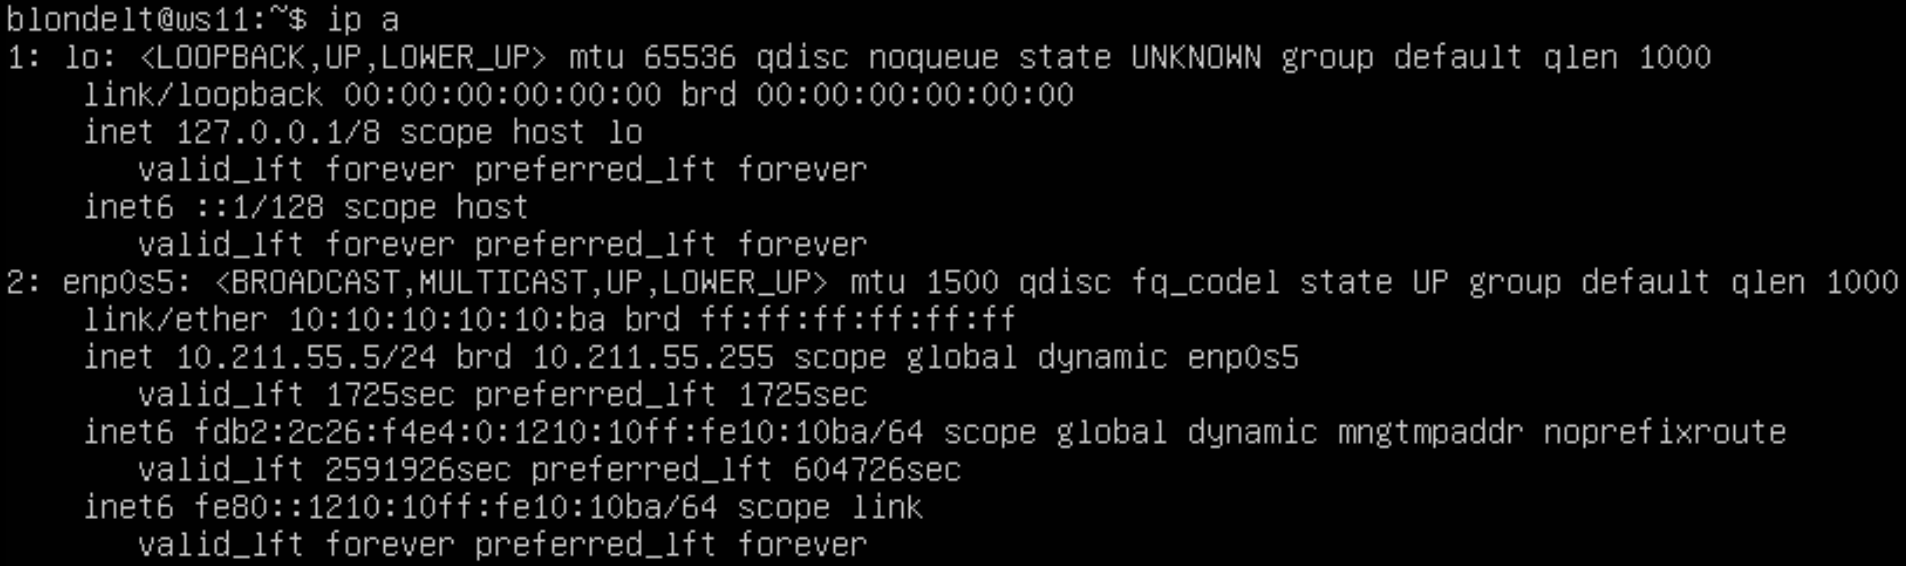 blondelt@ws11:~$ ip a
1: lo: <LOOPBACK,UP,LOWER_UP> mtu 65536 qdisc noqueue state UNKNOWN group default qlen 1000
    link/loopback 00:00:00:00:00:00 brd 00:00:00:00:00:00
    inet 127.0.0.1/8 scope host lo
       valid_lft forever preferred_lft forever
    inet6 ::1/128 scope host
       valid_lft forever preferred_lft forever
2: enp0s5: <BROADCAST,MULTICAST,UP,LOWER_UP> mtu 1500 qdisc fq_codel state UP group default qlen 1000
    link/ether 10:10:10:10:10:ba brd ff:ff:ff:ff:ff:ff
    inet 10.211.55.5/24 brd 10.211.55.255 scope global dynamic enp0s5
       valid_lft 1725sec preferred_lft 1725sec
    inet6 fdb2:2c26:f4e4:0:1210:10ff:fe10:10ba/64 scope global dynamic mngtmpaddr noprefixroute
       valid_lft 2591926sec preferred_lft 604726sec
    inet6 fe80::1210:10ff:fe10:10ba/64 scope link
       valid_lft forever preferred_lft forever